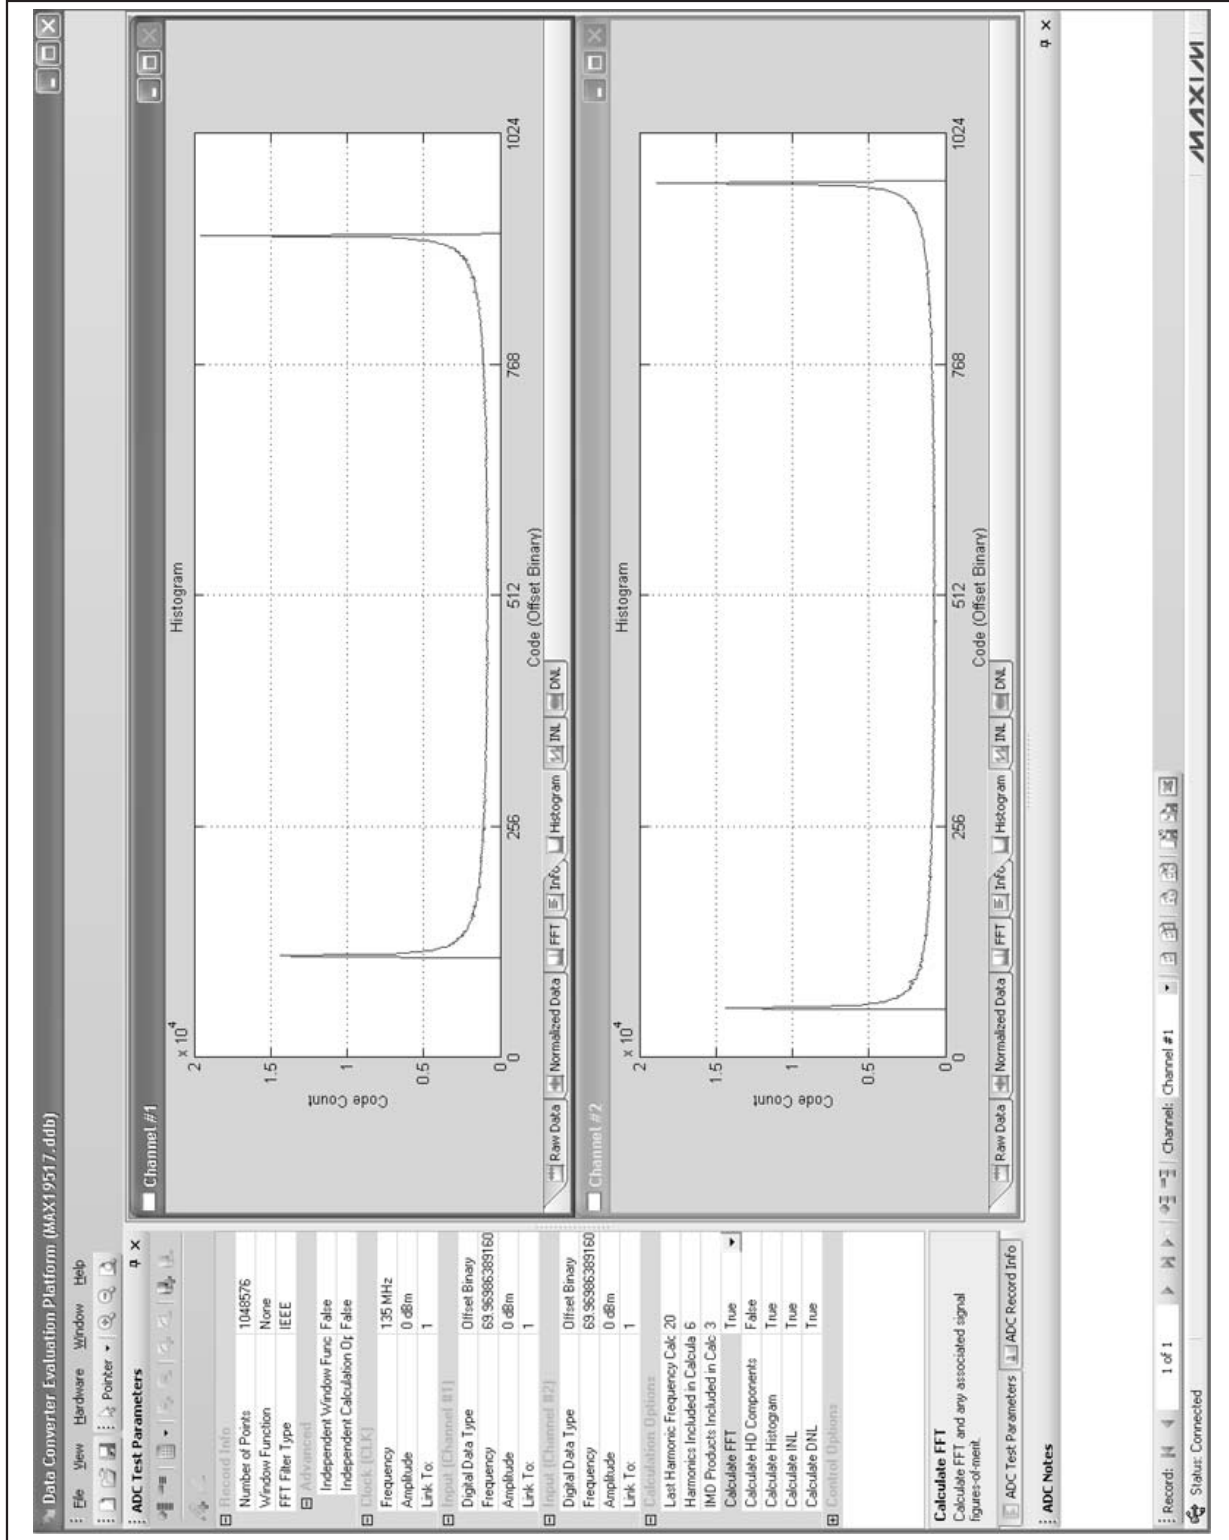 Data Converter Evaluation Platform (MAX19517.ddb)
File View Hardware Window Help
Pointer
ADC Test Parameters
Record Info
Number of Points 1048576
Window Function None
FFT Filter Type IEEE
Advanced
Independent Window Func False
Independent Calculation Op False
Clock (CLK)
Frequency 135 MHz
Amplitude 0 dBm
Link To: 1
Input (Channel #1)
Digital Data Type Offset Binary
Frequency 69.96986389160
Amplitude 0 dBm
Link To: 1
Input (Channel #2)
Digital Data Type Offset Binary
Frequency 69.96986389160
Amplitude 0 dBm
Link To: 1
Calculation Options
Last Harmonic Frequency Calc 20
Harmonics Included in Calcula 6
IMD Products Included in Calc 3
Calculate FFT True
Calculate HD Components False
Calculate Histogram True
Calculate INL True
Calculate DNL True
Control Options
Calculate FFT
Calculate FFT and any associated signal
figures-of-merit.
ADC Test Parameters ADC Record Info
Channel #1
Histogram
x 10^4
2
1.5
1
0.5
0
Code Count
0 256 512 768 1024
Code (Offset Binary)
Raw Data Normalized Data FFT Info Histogram INL DNL
Channel #2
Histogram
x 10^4
2
1.5
1
0.5
0
Code Count
0 256 512 768 1024
Code (Offset Binary)
Raw Data Normalized Data FFT Info Histogram INL DNL
ADC Notes
Record: 1 of 1 Channel: Channel #1
Status: Connected
MAXIM